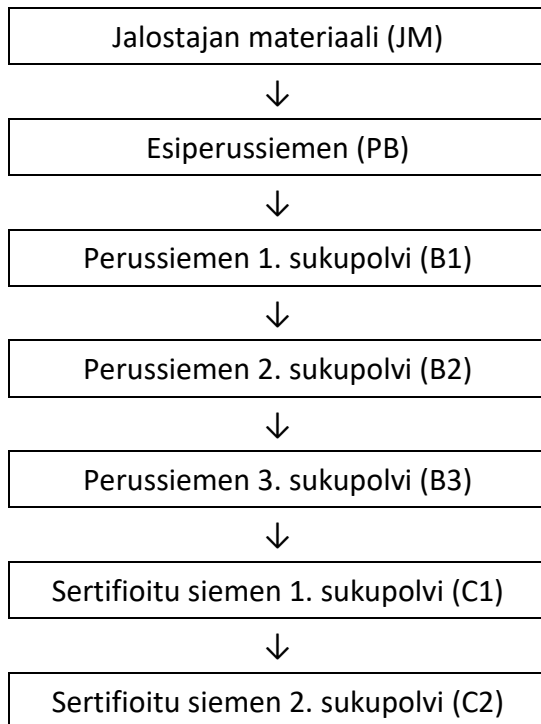 Jalostajan materiaali (JM)
↓
Esiperussiemen (PB)
↓
Perussiemen 1. sukupolvi (B1)
↓
Perussiemen 2. sukupolvi (B2)
↓
Perussiemen 3. sukupolvi (B3)
↓
Sertifioitu siemen 1. sukupolvi (C1)
↓
Sertifioitu siemen 2. sukupolvi (C2)